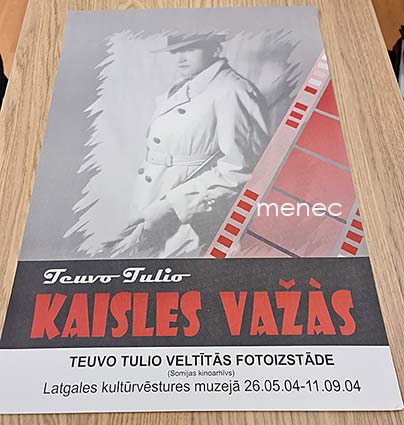 menec
Teuvo Tulio
KAISLES VAŽÀS
TEUVO TULIO VELTĪTĀS FOTOIZSTĀDE
(Somijas kinoarhīvs)
Latgales kultūrvēstures muzejā 26.05.04-11.09.04